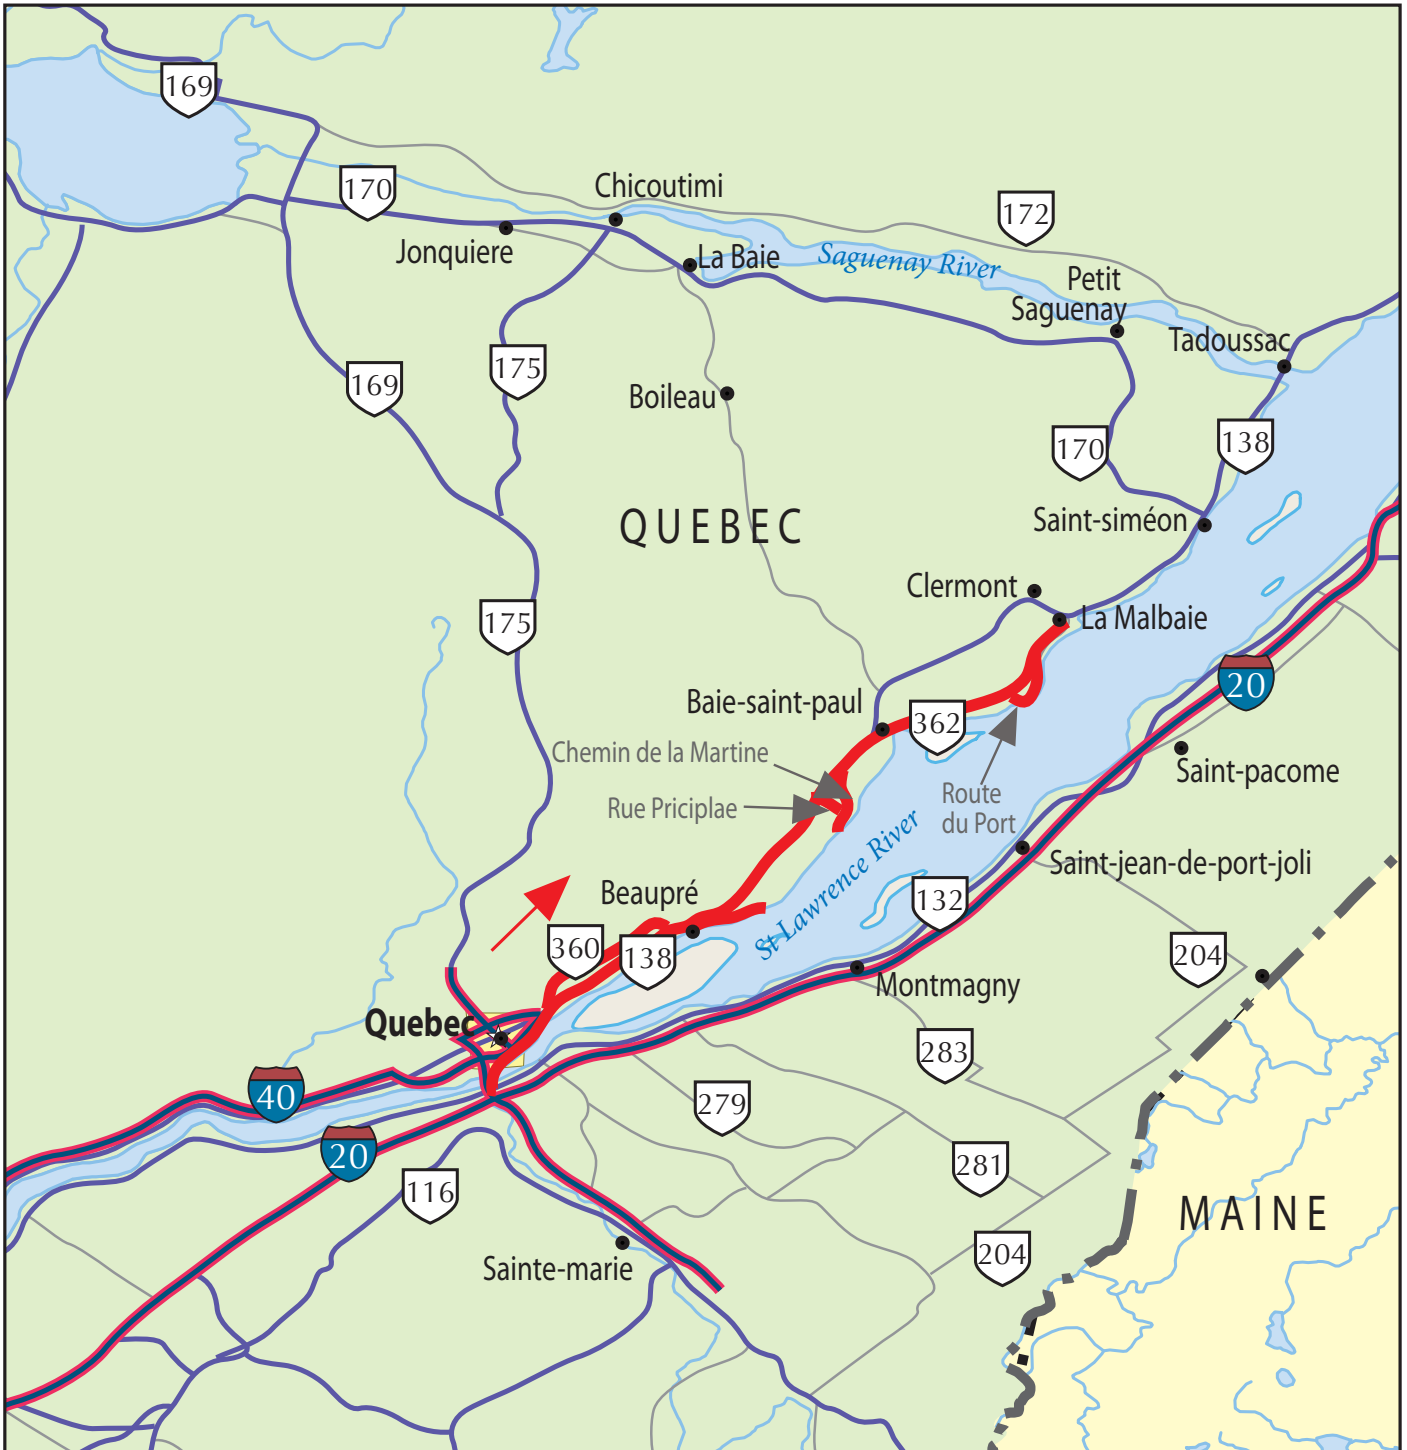 169
170
Chicoutimi
172
Jonquiere
La Baie
Saguenay River
Petit
Saguenay
Tadoussac
169
175
Boileau
170
138
QUEBEC
Saint-siméon
Clermont
175
La Malbaie
20
Baie-saint-paul
362
Chemin de la Martine
Saint-pacome
Rue Priciplae
Route
du Port
St Lawrence River
Saint-jean-de-port-joli
Beaupré
132
360
138
204
Montmagny
Quebec
283
40
279
20
281
116
MAINE
204
Sainte-marie